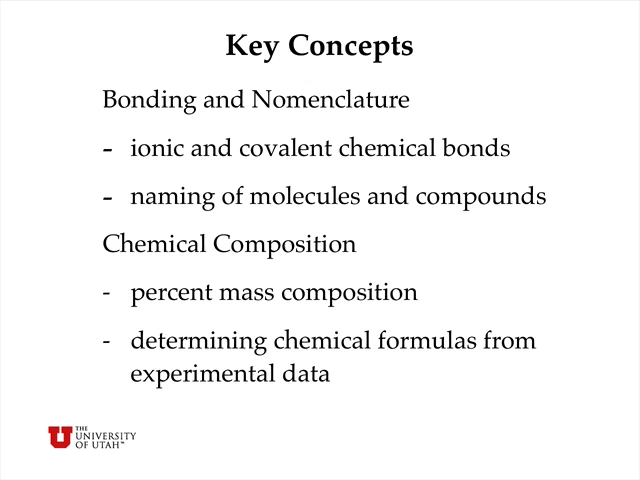 Key Concepts
Bonding and Nomenclature
- ionic and covalent chemical bonds
- naming of molecules and compounds
Chemical Composition
- percent mass composition
- determining chemical formulas from
experimental data
U THE
UNIVERSITY
OF UTAH™